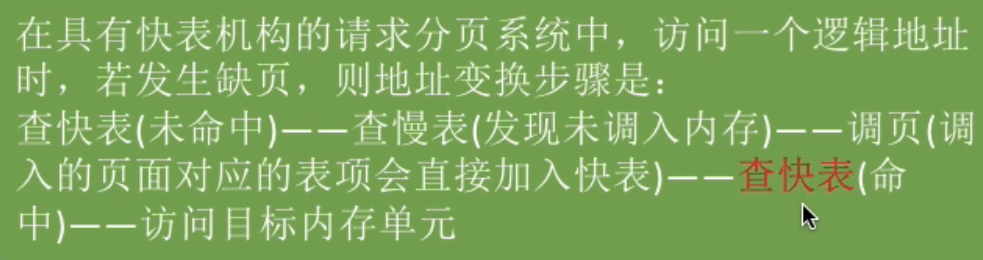 在具有快表机构的请求分页系统中，访问一个逻辑地址
时，若发生缺页，则地址变换步骤是：
查快表(未命中)——查慢表(发现未调入内存)——调页(调
入的页面对应的表项会直接加入快表)——查快表(命
中)——访问目标内存单元